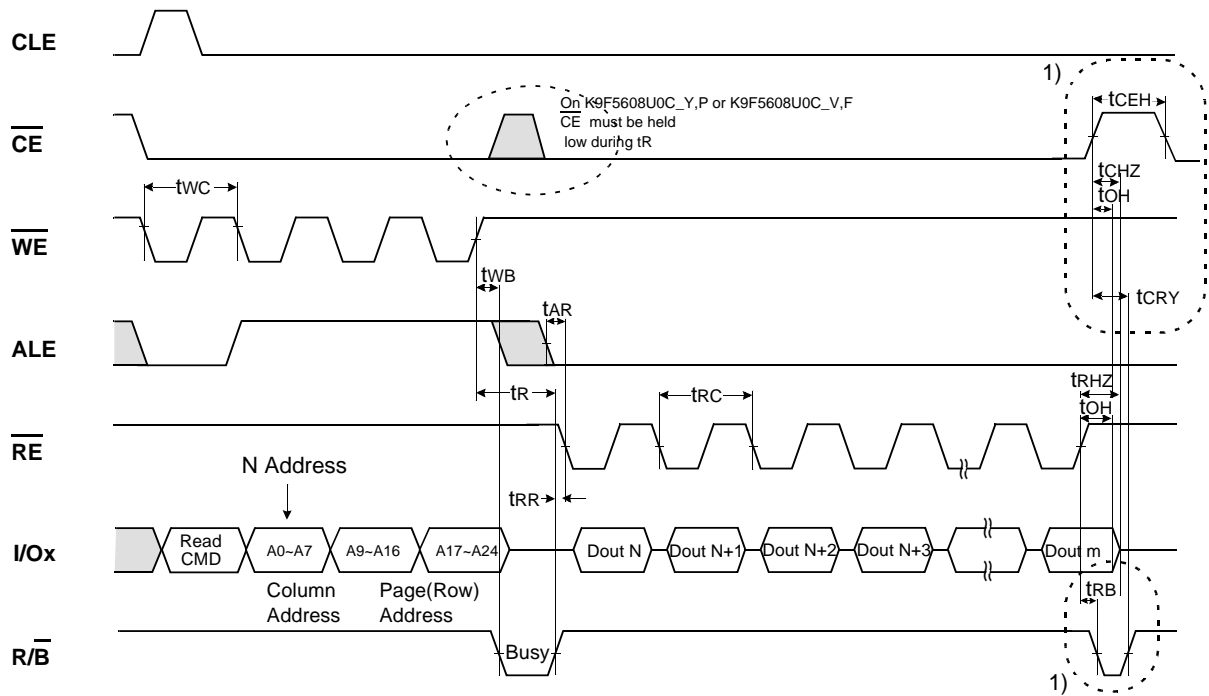 CLE
1)
tCEH
On K9F5608U0C_Y,P or K9F5608U0C_V,F
CE must be held
low during tR
CE
tCHZ
tOH
tWC
WE
tWB
tCRY
tAR
ALE
tR
tRC
tRHZ
tOH
RE
N Address
tRR
I/Ox
Read
CMD
A0~A7
A9~A16
A17~A24
Dout N
Dout N+1
Dout N+2
Dout N+3
Dout m
Column
Address
Page(Row)
Address
tRB
R/B
Busy
1)